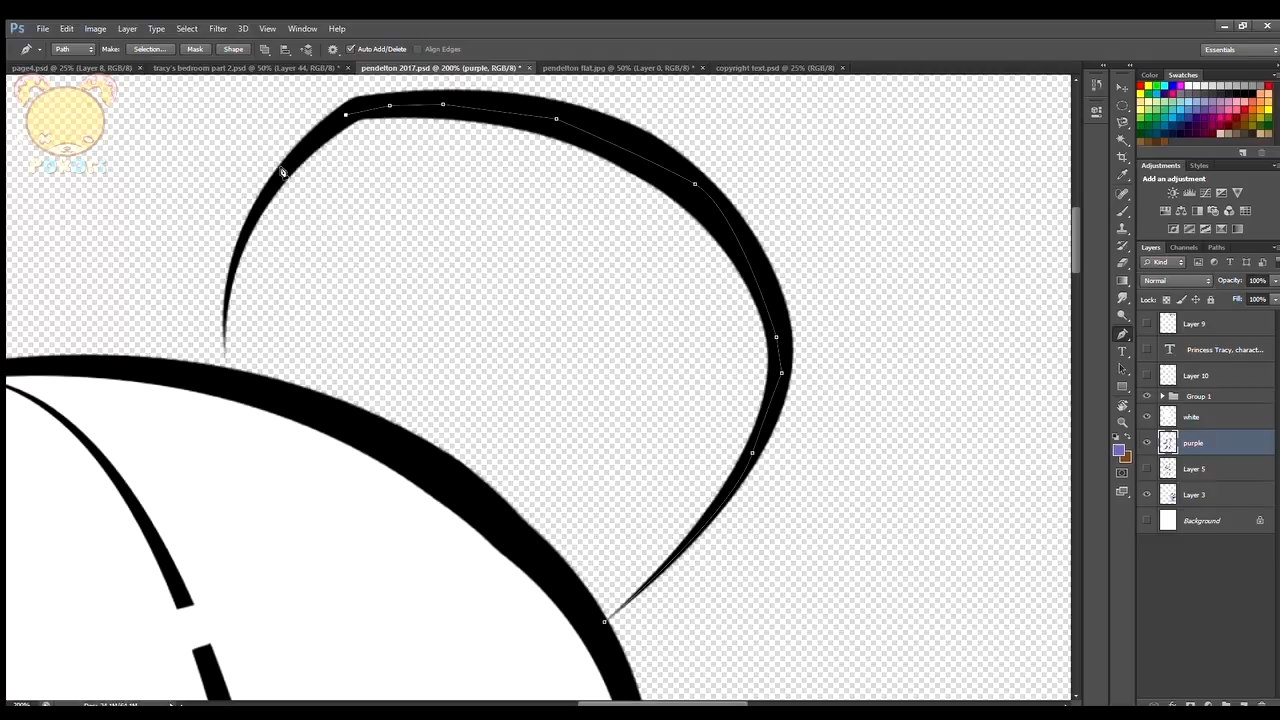 Ps File Edit Image Layer Type Select Filter 3D View Window Help
Path Make: Selection... Mask Shape Auto Add/Delete Align Edges Essentials
page4.psd @ 25% (Layer 8, RGB/8) × tracy's bedroom part 2.psd @ 50% (Layer 44, RGB/8) * × pendelton 2017.psd @ 200% (purple, RGB/8) * × pendelton flat.jpg @ 50% (Layer 0, RGB/8) * × copyright text.psd @ 25% (RGB/8) ×
Color Swatches
Adjustments Styles
Add an adjustment
Layers Channels Paths
Kind
Normal Opacity: 100%
Lock: Fill: 100%
Layer 9
T Princess Tracy, charact...
Layer 10
Group 1
white
purple
Layer 5
Layer 3
Background
200%